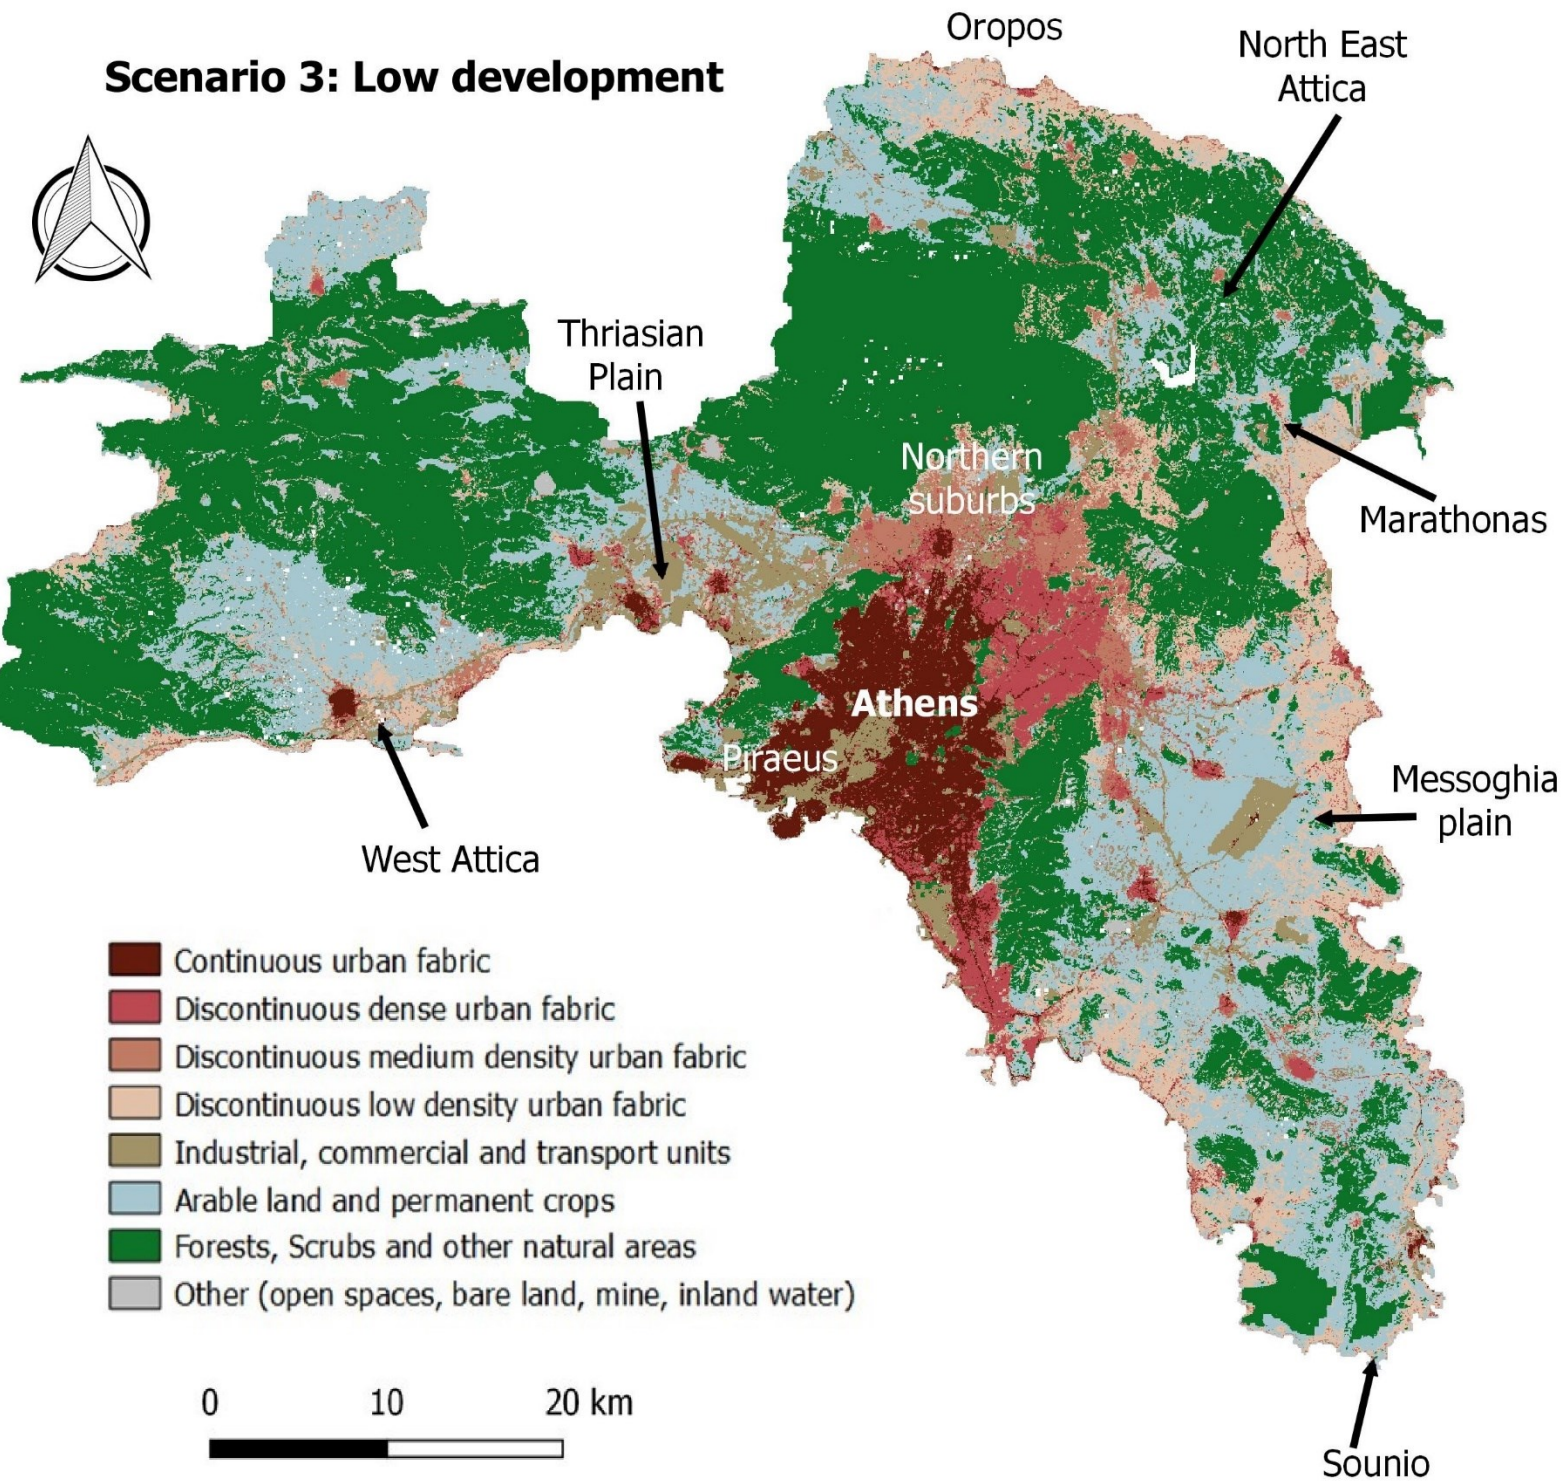 Oropos
North East
Attica
Scenario 3: Low development
Thriasian
Plain
Northern
suburbs
Marathonas
Athens
Piraeus
Messoghia
plain
West Attica
Continuous urban fabric
Discontinuous dense urban fabric
Discontinuous medium density urban fabric
Discontinuous low density urban fabric
Industrial, commercial and transport units
Arable land and permanent crops
Forests, Scrubs and other natural areas
Other (open spaces, bare land, mine, inland water)
0 10 20 km
Sounio